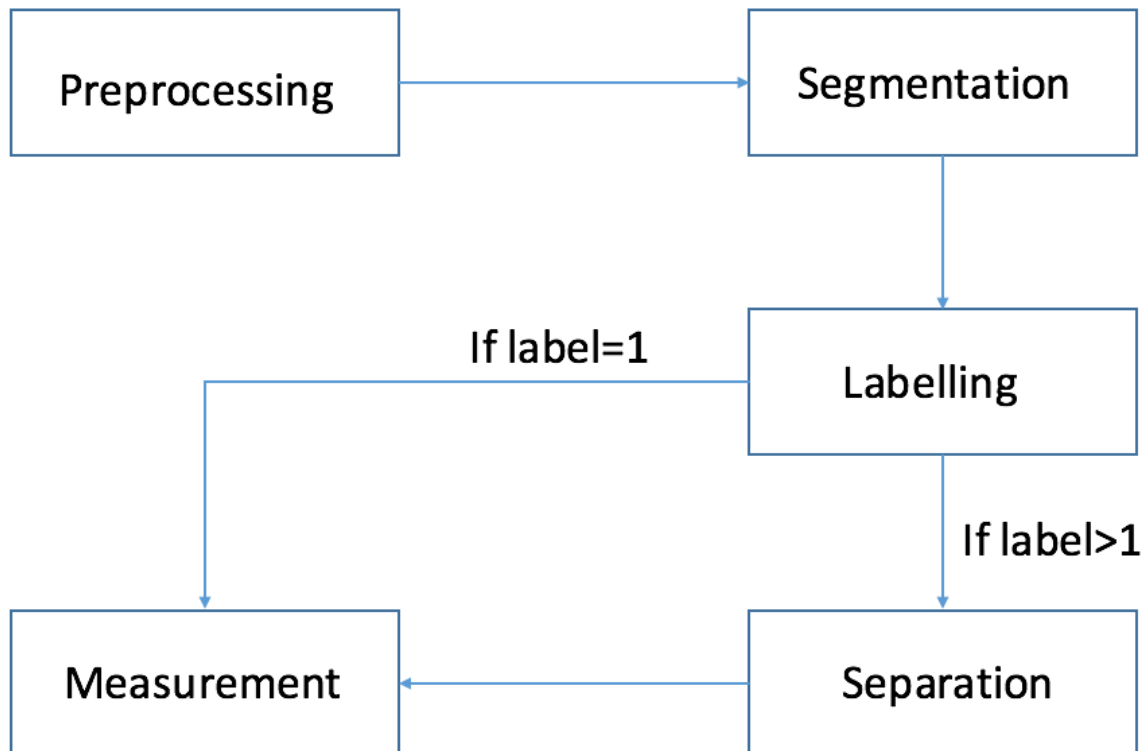 Preprocessing
Segmentation
If label=1
Labelling
If label>1
Measurement
Separation